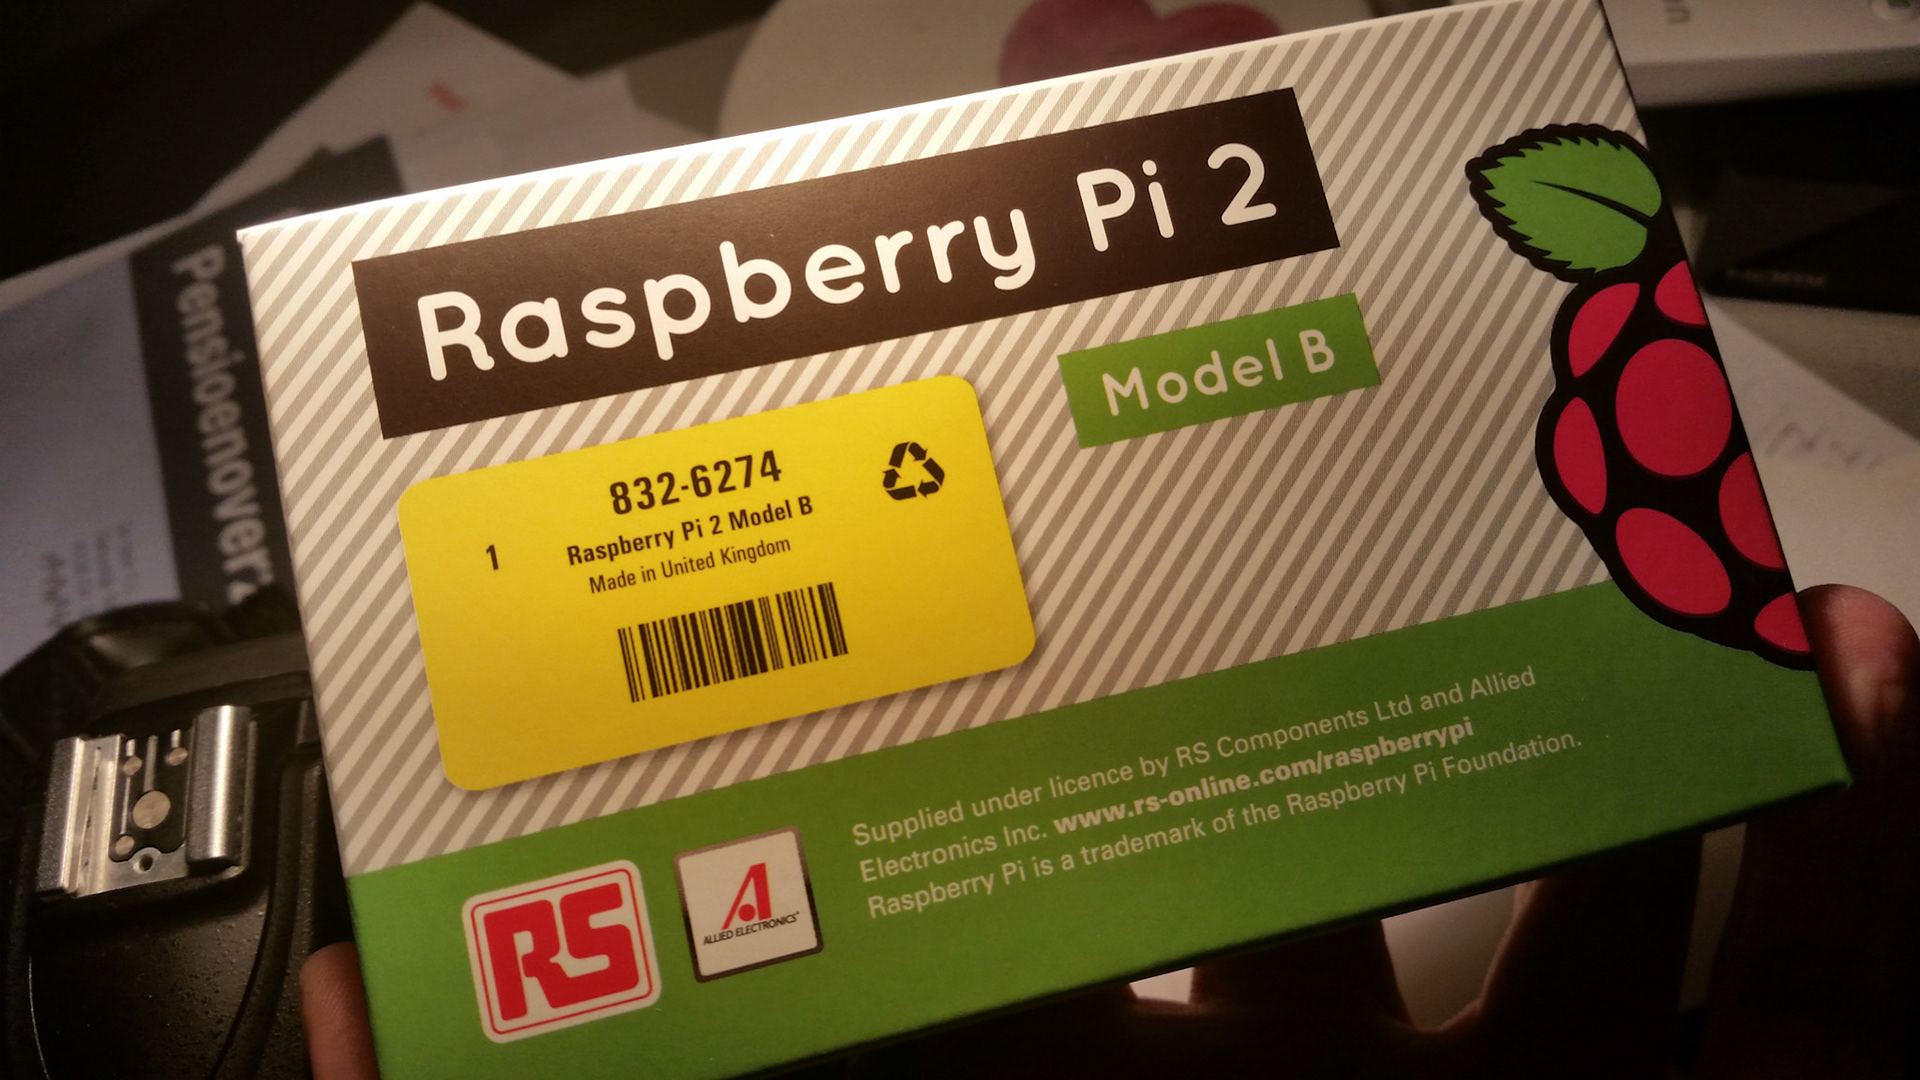 Raspberry Pi 2
Model B
832-6274
1
Raspberry Pi 2 Model B
Made in United Kingdom
Supplied under licence by RS Components Ltd and Allied
Electronics Inc. www.rs-online.com/raspberrypi
Raspberry Pi is a trademark of the Raspberry Pi Foundation.
RS
A
ALLIED ELECTRONICS